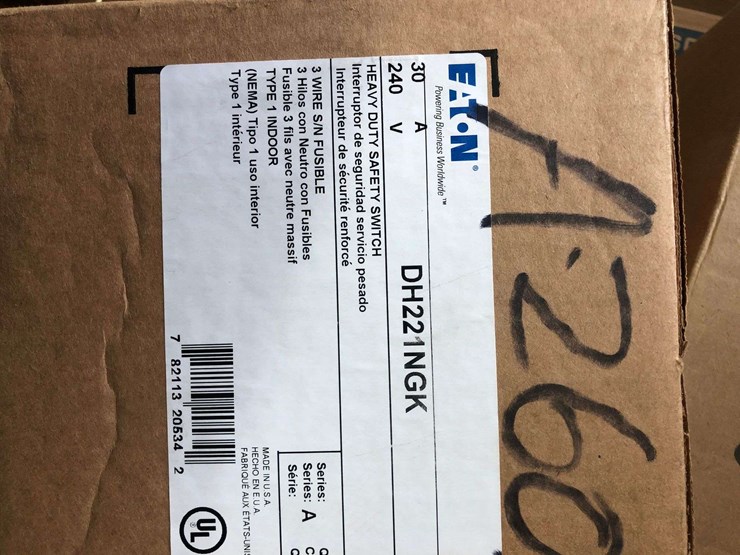 A-260
EATON®
Powering Business Worldwide™
30 A
240 V
DH221NGK
HEAVY DUTY SAFETY SWITCH
Interruptor de seguridad servicio pesado
Interrupteur de sécurité renforcé
3 WIRE S/N FUSIBLE
3 Hilos con Neutro con Fusibles
Fusible 3 fils avec neutre massif
TYPE 1 INDOOR
(NEMA) Tipo 1 uso interior
Type 1 intérieur
Series:
Series: A
Série:
MADE IN U.S.A.
HECHO EN E.U.A.
FABRIQUÉ AUX ÉTATS-UNIS
7 82113 20534 2
UL